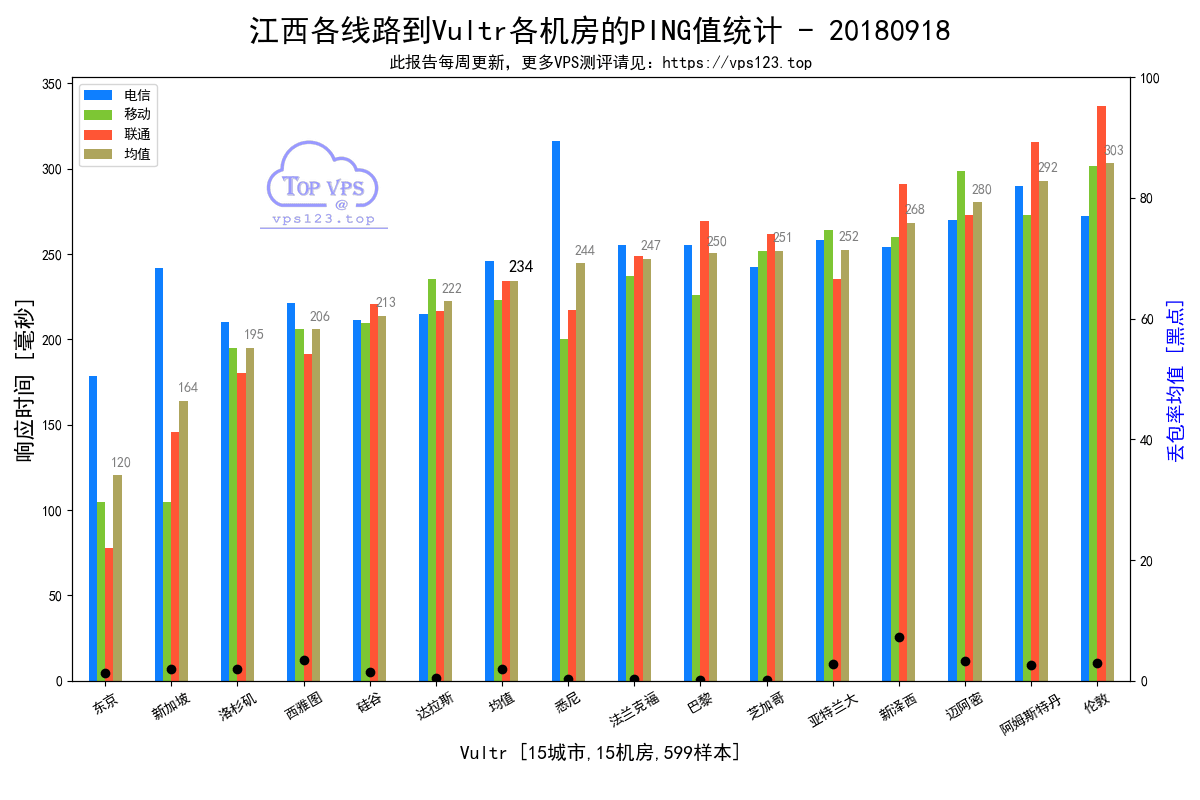 江西各线路到Vultr各机房的PING值统计 - 20180918
此报告每周更新，更多VPS测评请见：https://vps123.top
电信
移动
联通
均值
TOP VPS
@
vps123.top
响应时间 [毫秒]
350
300
250
200
150
100
50
0
120
164
195
206
213
222
234
244
247
250
251
252
268
280
292
303
100
80
60
40
20
0
丢包率均值 [黑点]
东京
新加坡
洛杉矶
西雅图
硅谷
达拉斯
均值
悉尼
法兰克福
巴黎
芝加哥
亚特兰大
新泽西
迈阿密
阿姆斯特丹
伦敦
Vultr [15城市,15机房,599样本]